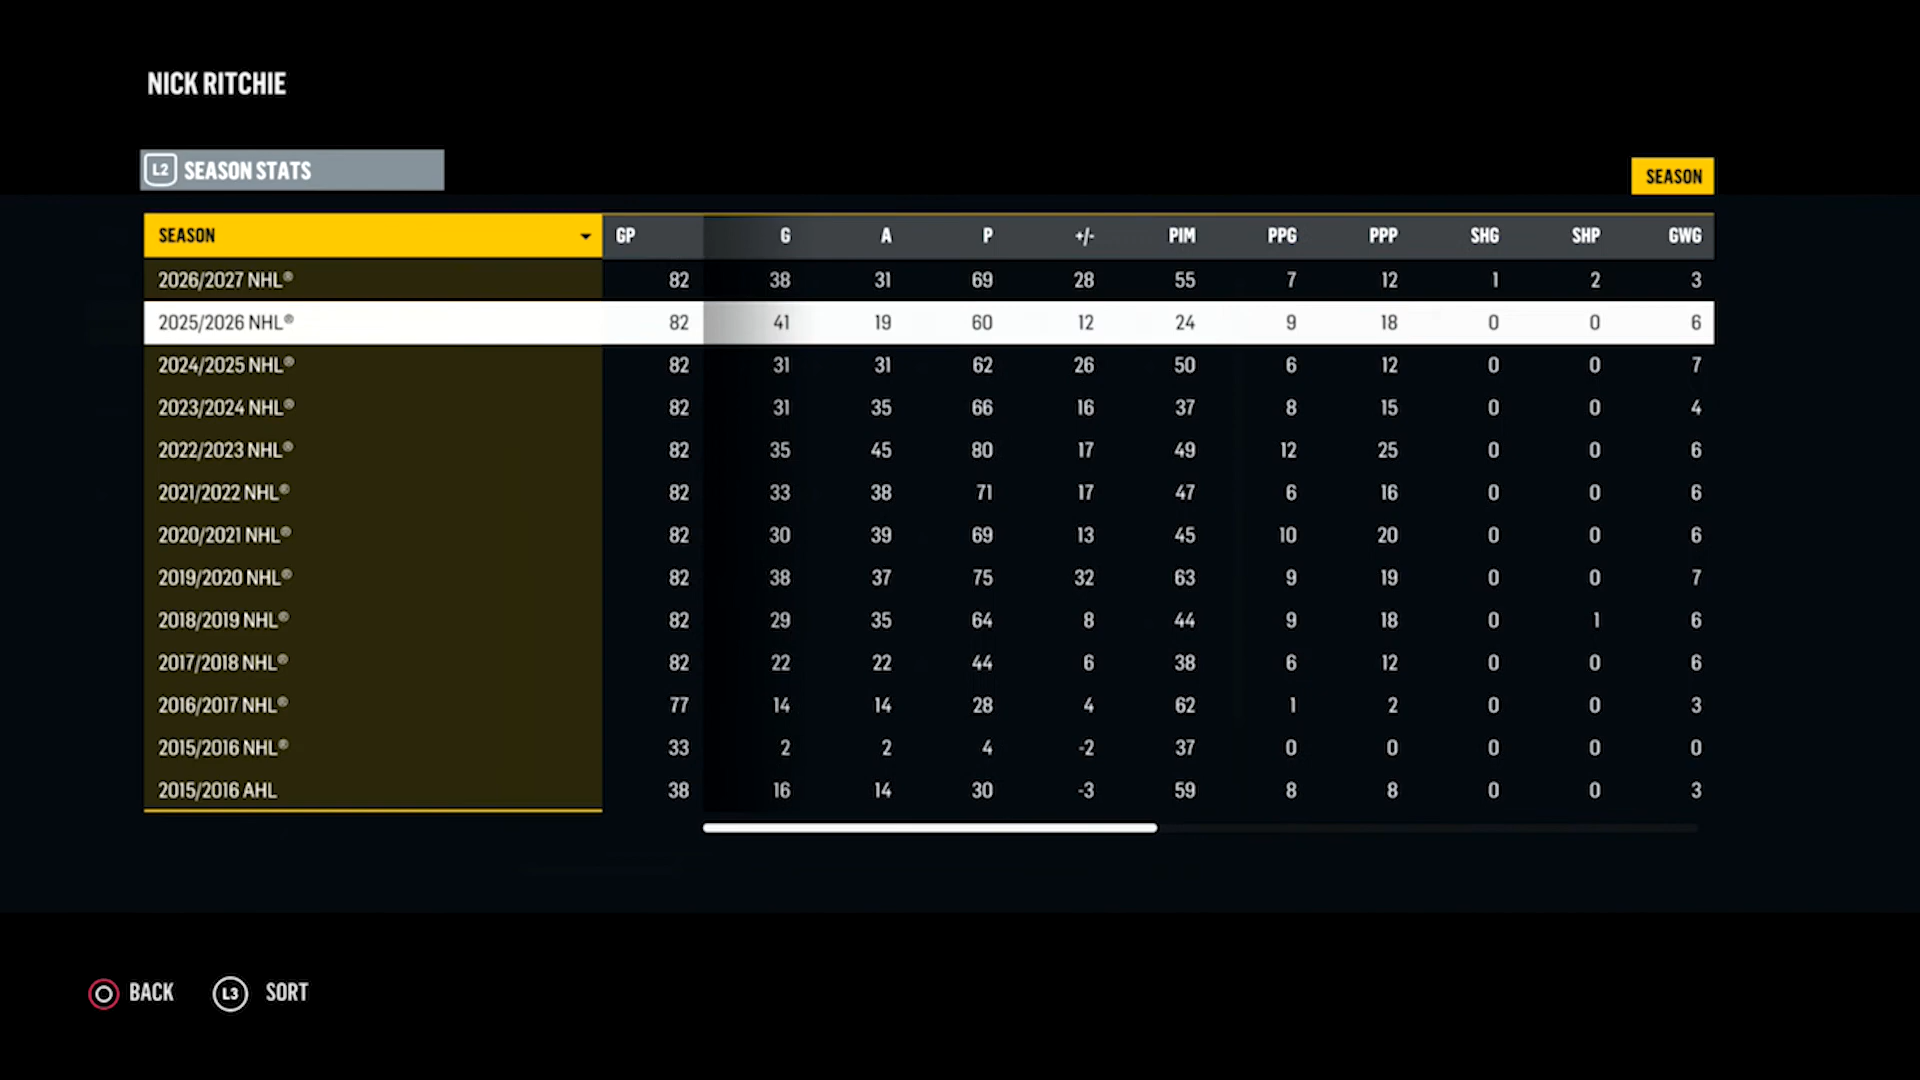 NICK RITCHIE
L2 SEASON STATS
SEASON
SEASON GP G A P +/- PIM PPG PPP SHG SHP GWG
2026/2027 NHL® 82 38 31 69 28 55 7 12 1 2 3
2025/2026 NHL® 82 41 19 60 12 24 9 18 0 0 6
2024/2025 NHL® 82 31 31 62 26 50 6 12 0 0 7
2023/2024 NHL® 82 31 35 66 16 37 8 15 0 0 4
2022/2023 NHL® 82 35 45 80 17 49 12 25 0 0 6
2021/2022 NHL® 82 33 38 71 17 47 6 16 0 0 6
2020/2021 NHL® 82 30 39 69 13 45 10 20 0 0 6
2019/2020 NHL® 82 38 37 75 32 63 9 19 0 0 7
2018/2019 NHL® 82 29 35 64 8 44 9 18 0 1 6
2017/2018 NHL® 82 22 22 44 6 38 6 12 0 0 6
2016/2017 NHL® 77 14 14 28 4 62 1 2 0 0 3
2015/2016 NHL® 33 2 2 4 -2 37 0 0 0 0 0
2015/2016 AHL 38 16 14 30 -3 59 8 8 0 0 3
BACK L3 SORT